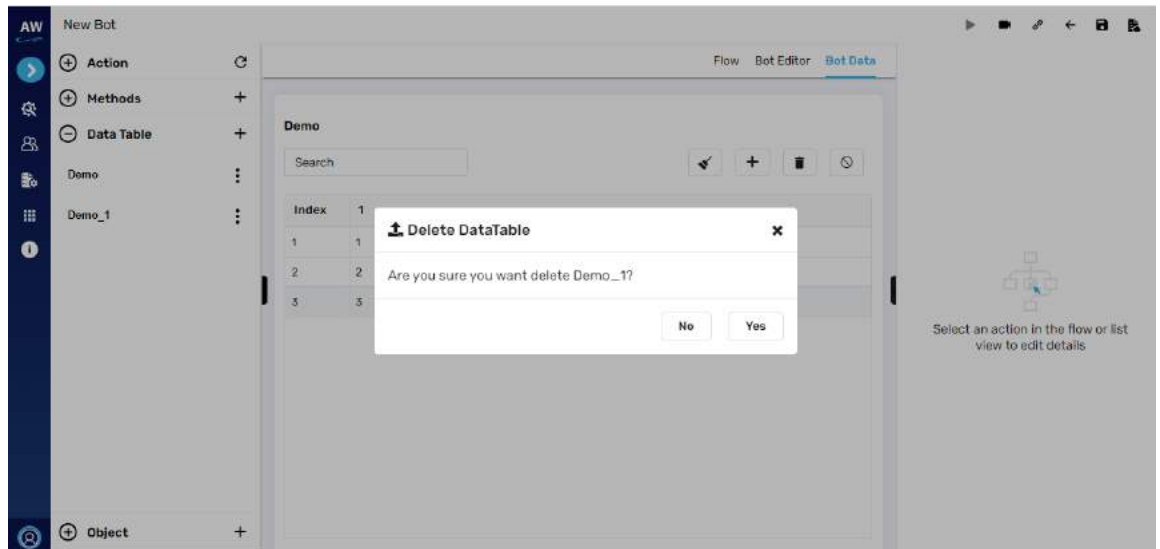 AW
New Bot
Action
Methods
Data Table
Demo
Demo_1
Object
Flow Bot Editor Bot Data
Demo
Search
Index 1
1 1
2 2
3 3
Delete DataTable
Are you sure you want delete Demo_1?
No Yes
Select an action in the flow or list
view to edit details